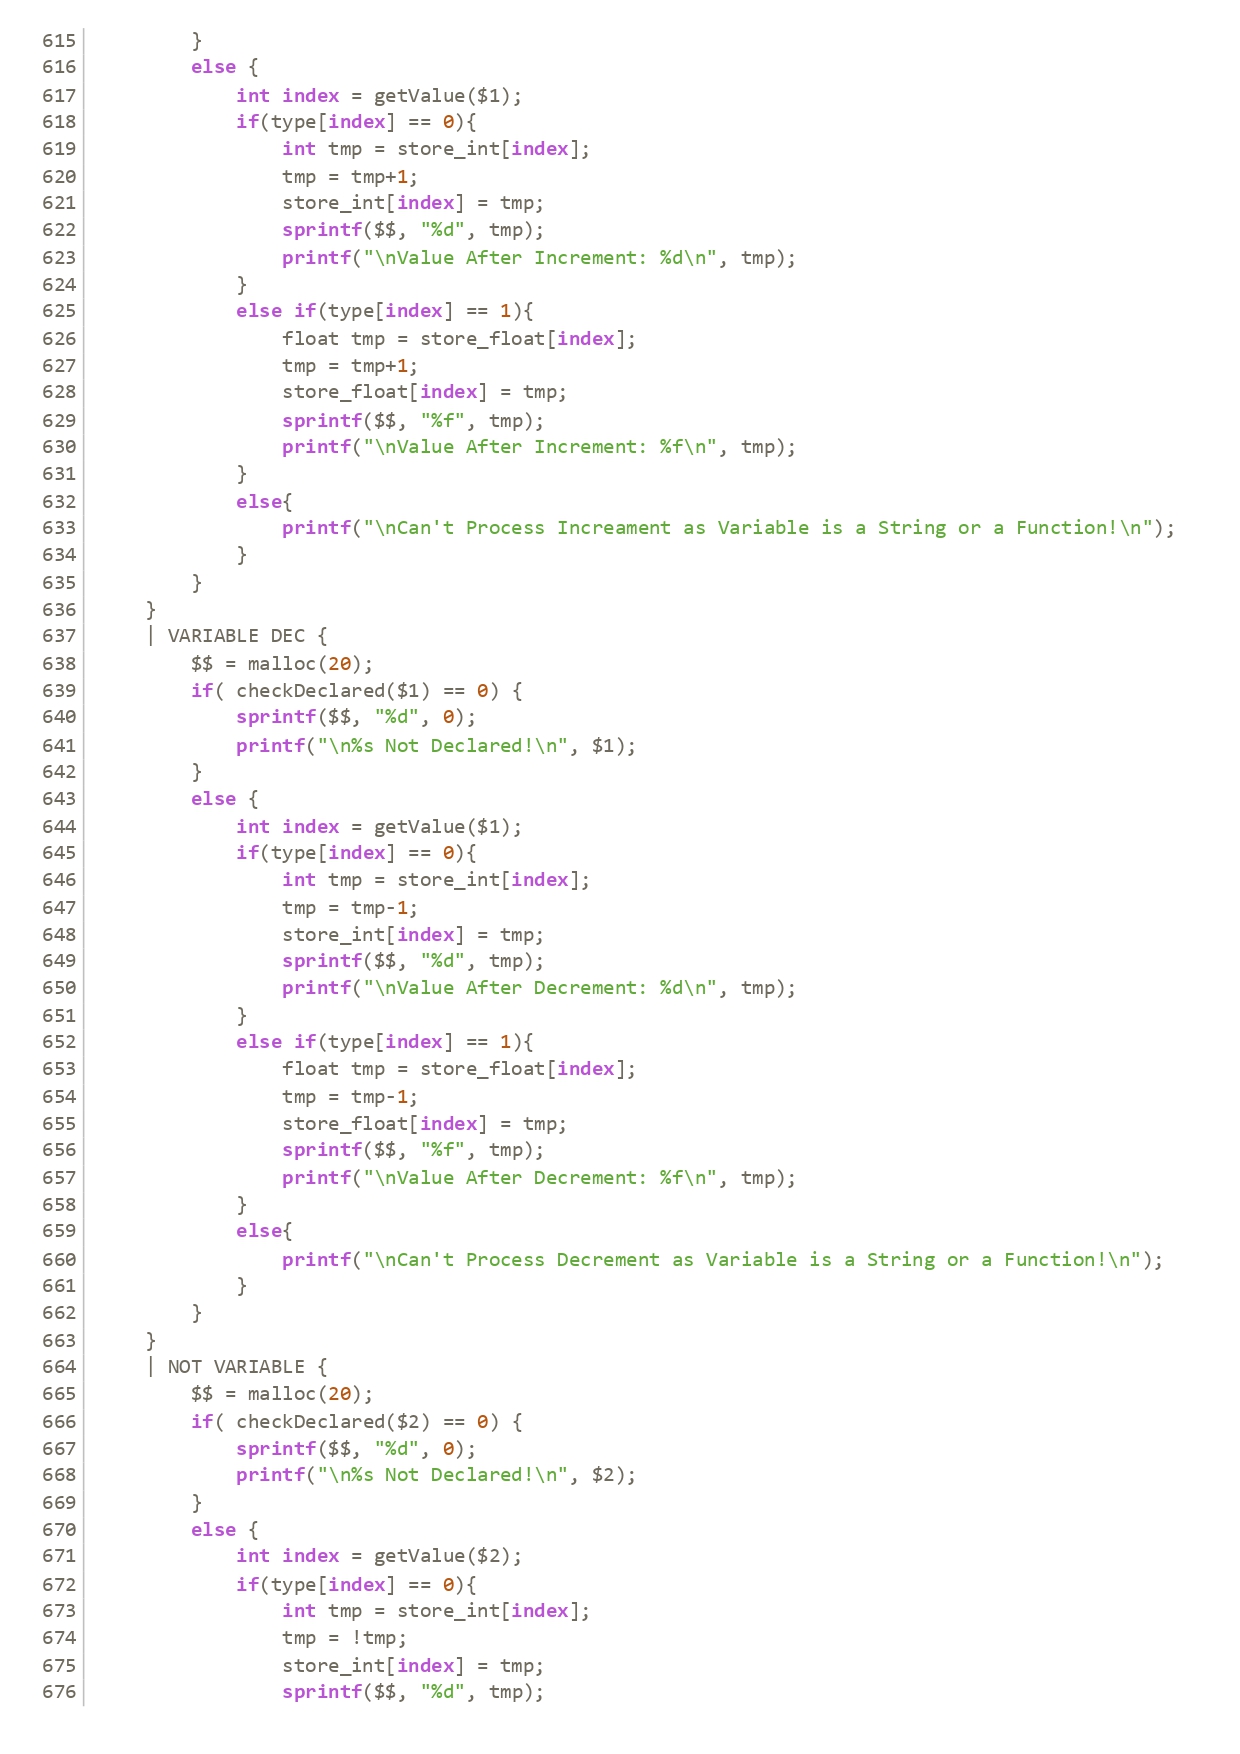 615         }
616         else {
617             int index = getValue($1);
618             if(type[index] == 0){
619                 int tmp = store_int[index];
620                 tmp = tmp+1;
621                 store_int[index] = tmp;
622                 sprintf($$, "%d", tmp);
623                 printf("\nValue After Increment: %d\n", tmp);
624             }
625             else if(type[index] == 1){
626                 float tmp = store_float[index];
627                 tmp = tmp+1;
628                 store_float[index] = tmp;
629                 sprintf($$, "%f", tmp);
630                 printf("\nValue After Increment: %f\n", tmp);
631             }
632             else{
633                 printf("\nCan't Process Increament as Variable is a String or a Function!\n");
634             }
635         }
636     }
637     | VARIABLE DEC {
638         $$ = malloc(20);
639         if( checkDeclared($1) == 0) {
640             sprintf($$, "%d", 0);
641             printf("\n%s Not Declared!\n", $1);
642         }
643         else {
644             int index = getValue($1);
645             if(type[index] == 0){
646                 int tmp = store_int[index];
647                 tmp = tmp-1;
648                 store_int[index] = tmp;
649                 sprintf($$, "%d", tmp);
650                 printf("\nValue After Decrement: %d\n", tmp);
651             }
652             else if(type[index] == 1){
653                 float tmp = store_float[index];
654                 tmp = tmp-1;
655                 store_float[index] = tmp;
656                 sprintf($$, "%f", tmp);
657                 printf("\nValue After Decrement: %f\n", tmp);
658             }
659             else{
660                 printf("\nCan't Process Decrement as Variable is a String or a Function!\n");
661             }
662         }
663     }
664     | NOT VARIABLE {
665         $$ = malloc(20);
666         if( checkDeclared($2) == 0) {
667             sprintf($$, "%d", 0);
668             printf("\n%s Not Declared!\n", $2);
669         }
670         else {
671             int index = getValue($2);
672             if(type[index] == 0){
673                 int tmp = store_int[index];
674                 tmp = !tmp;
675                 store_int[index] = tmp;
676                 sprintf($$, "%d", tmp);